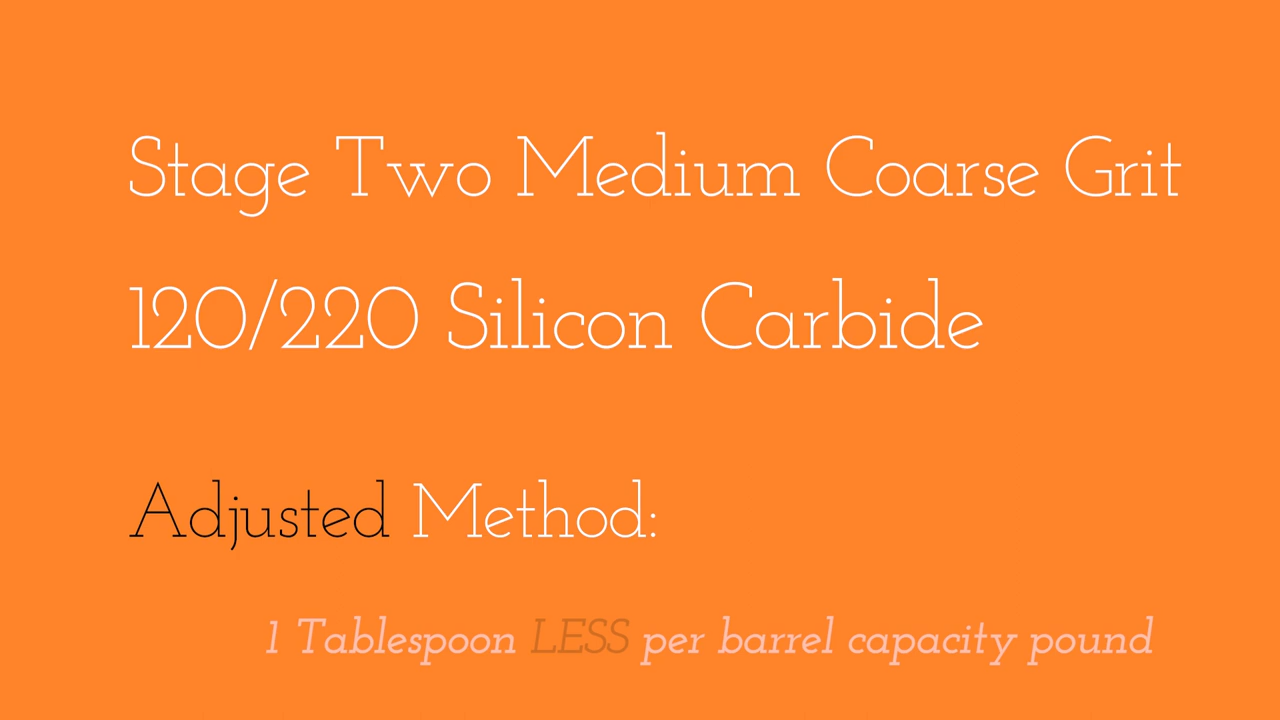 Stage Two Medium Coarse Grit
120/220 Silicon Carbide
Adjusted Method:
1 Tablespoon LESS per barrel capacity pound